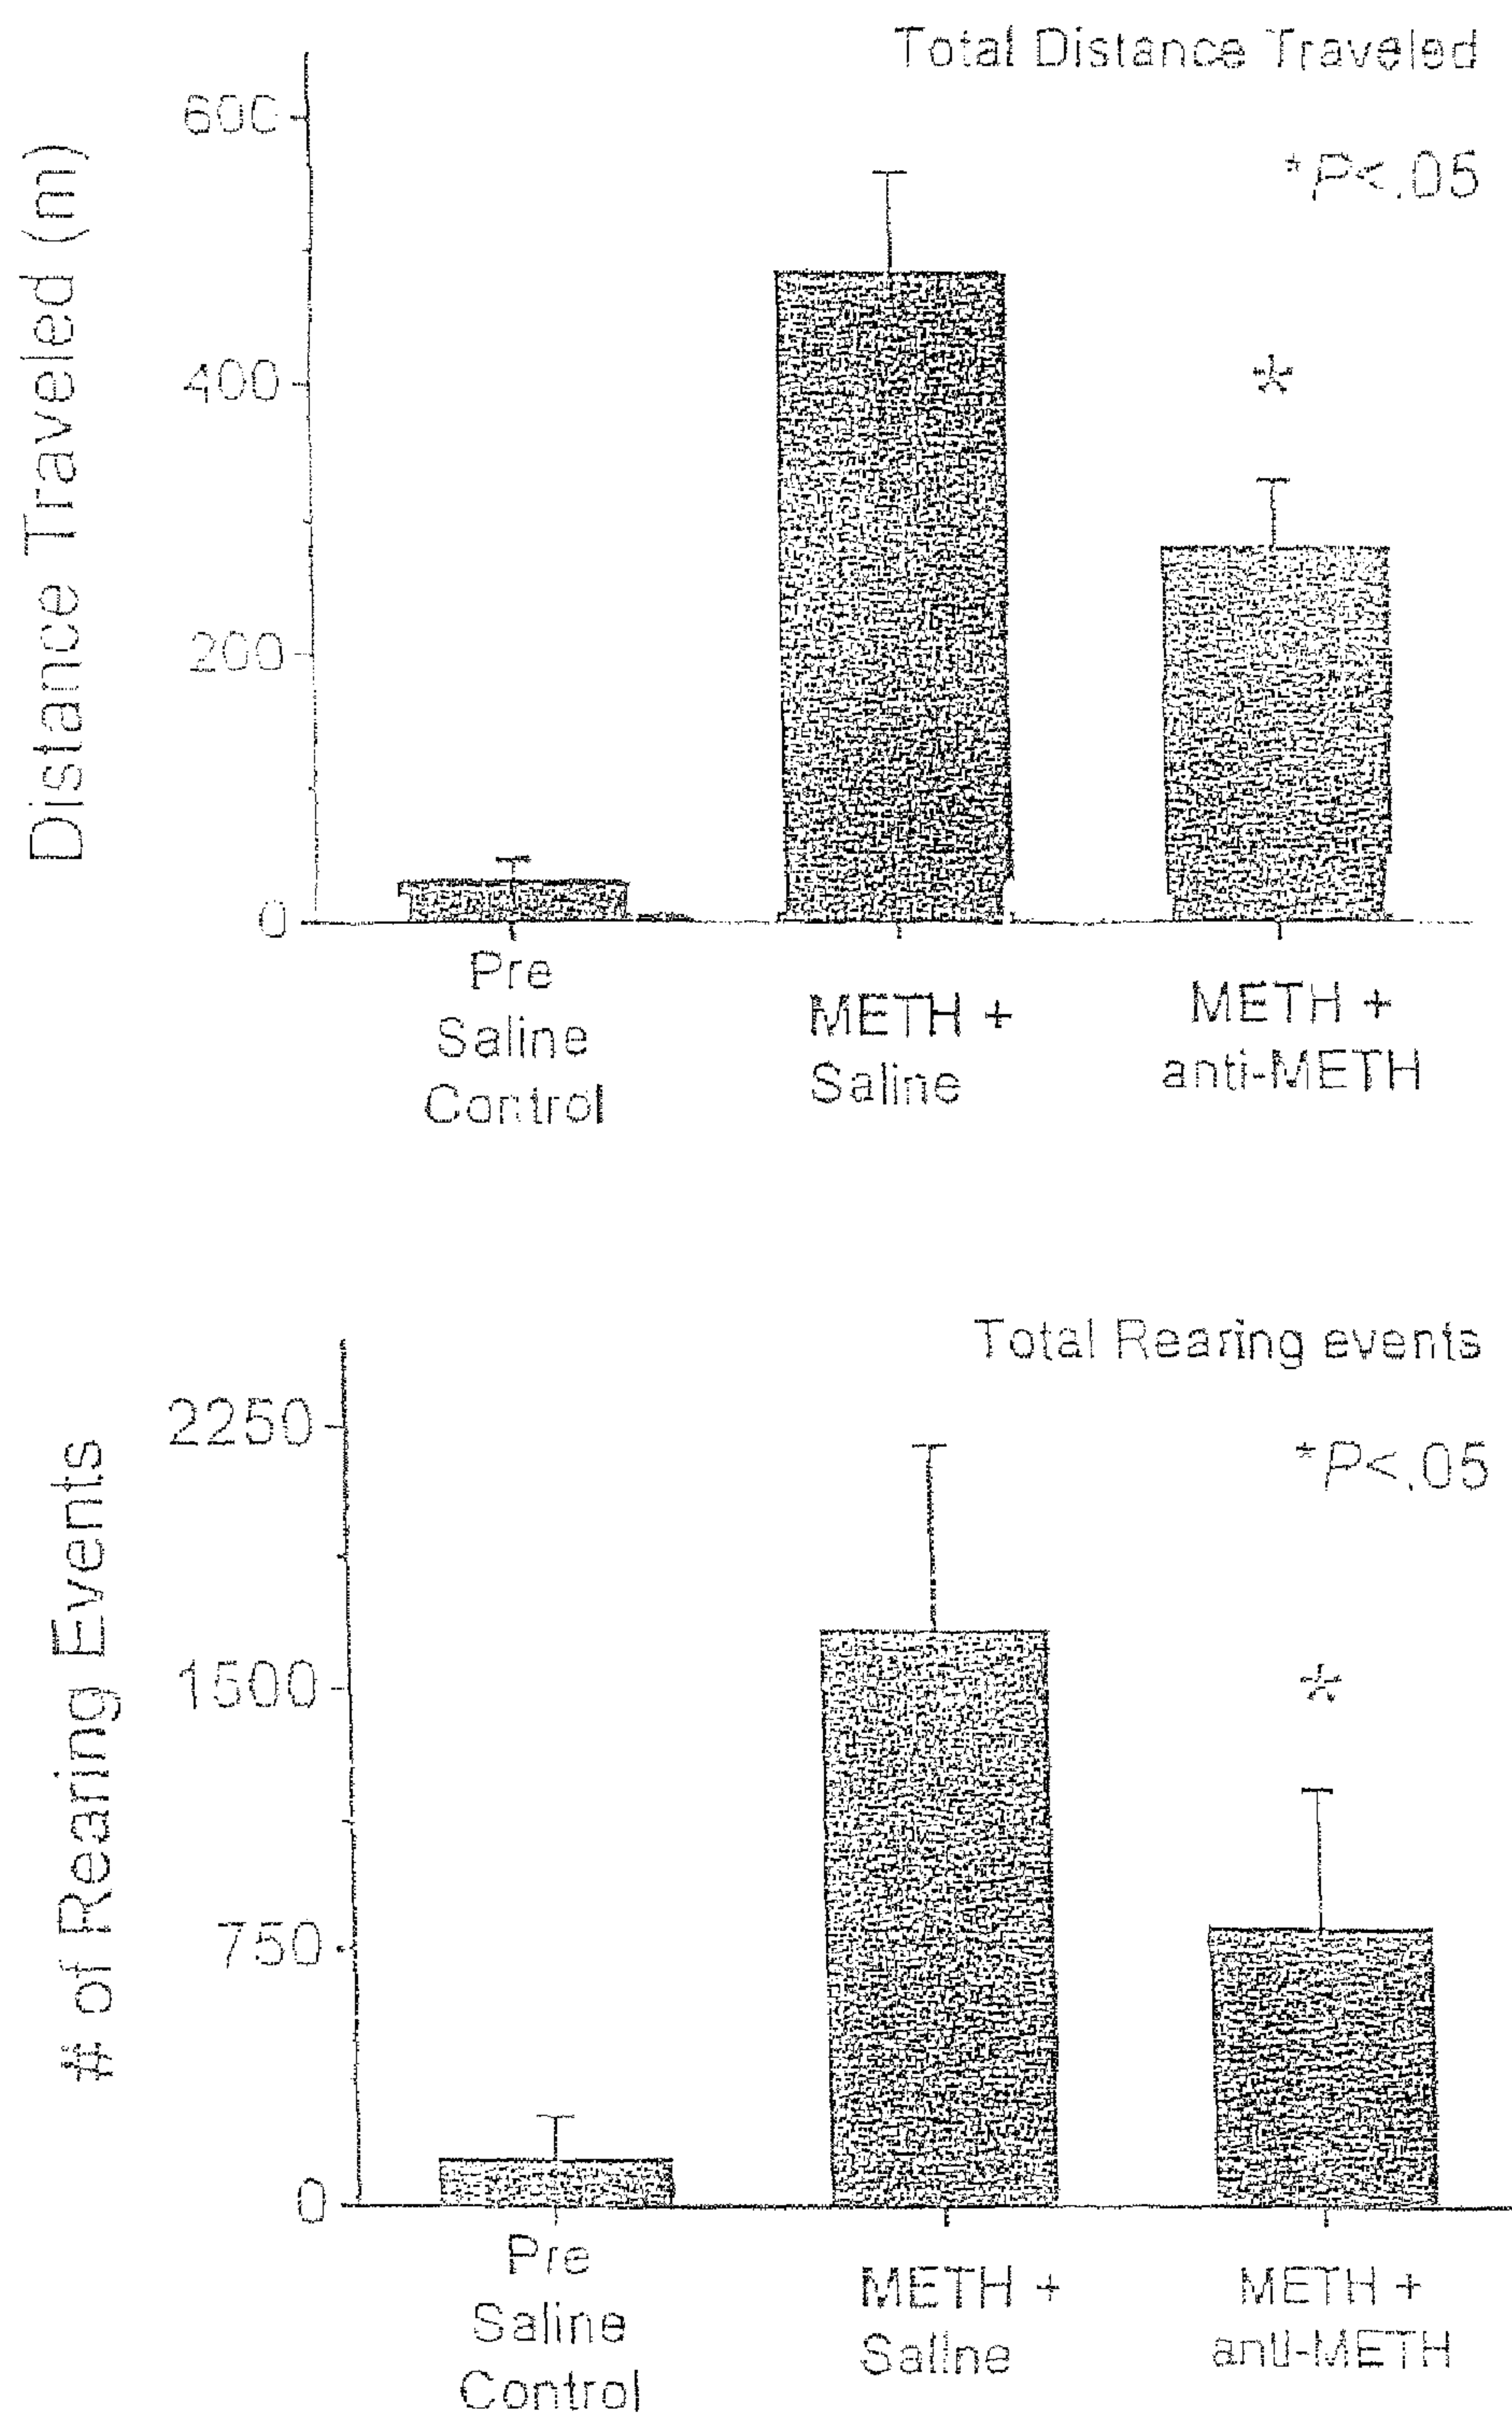 Total Distance Traveled
*P<.05
Distance Traveled (m)
600
400
*
200
0
Pre
Saline
Control
METH +
Saline
METH +
anti-METH
Total Rearing events
*P<.05
# of Rearing Events
2250
1500
*
750
0
Pre
Saline
Control
METH +
Saline
METH +
anti-METH